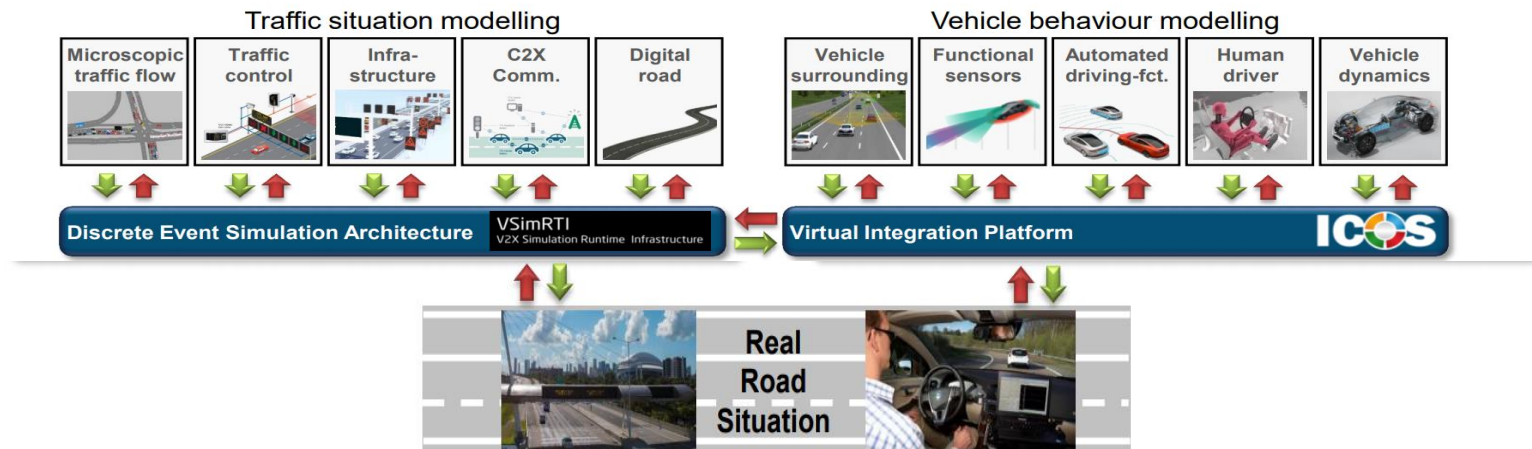 Traffic situation modelling
Microscopic
traffic flow
Traffic
control
Infra-
structure
C2X
Comm.
Digital
road
Discrete Event Simulation Architecture
VSimRTI
V2X Simulation Runtime Infrastructure
Vehicle behaviour modelling
Vehicle
surrounding
Functional
sensors
Automated
driving-fct.
Human
driver
Vehicle
dynamics
Virtual Integration Platform
ICOS
Real
Road
Situation